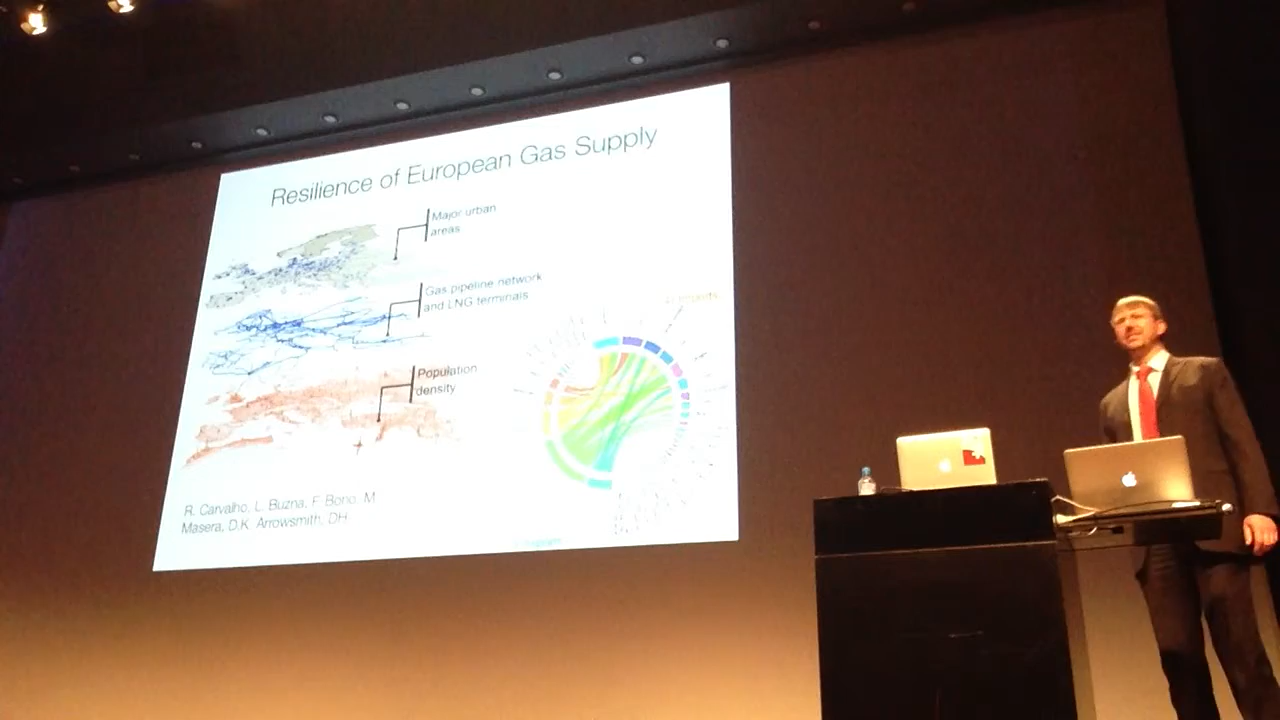 Resilience of European Gas Supply
Major urban
areas
Gas pipeline network
and LNG terminals
Population
density
R. Carvalho, L. Buzna, F. Bono, M
Masera, D.K. Arrowsmith, DH